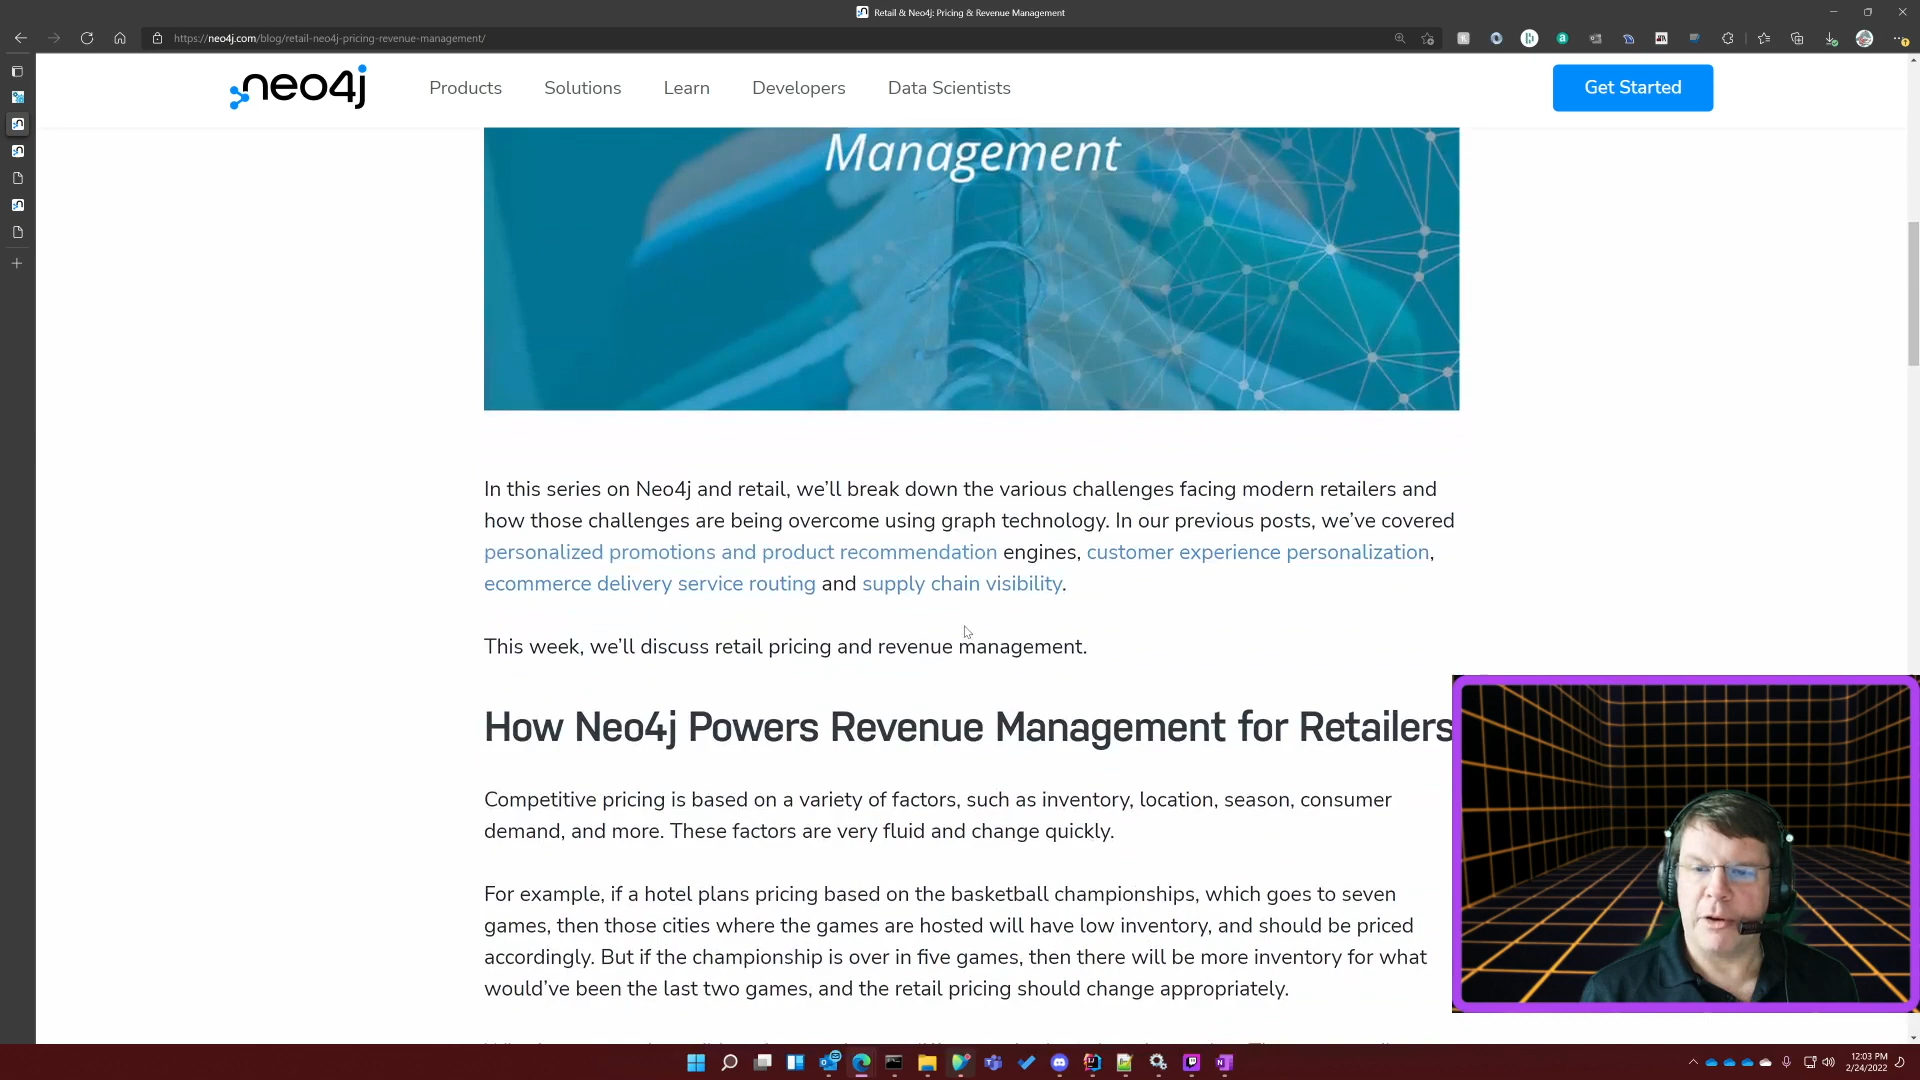 Retail & Neo4j: Pricing & Revenue Management
https://neo4j.com/blog/retail-neo4j-pricing-revenue-management/
neo4j
Products
Solutions
Learn
Developers
Data Scientists
Get Started
Management
In this series on Neo4j and retail, we’ll break down the various challenges facing modern retailers and
how those challenges are being overcome using graph technology. In our previous posts, we’ve covered
personalized promotions and product recommendation engines, customer experience personalization,
ecommerce delivery service routing and supply chain visibility.
This week, we’ll discuss retail pricing and revenue management.
How Neo4j Powers Revenue Management for Retailers
Competitive pricing is based on a variety of factors, such as inventory, location, season, consumer
demand, and more. These factors are very fluid and change quickly.
For example, if a hotel plans pricing based on the basketball championships, which goes to seven
games, then those cities where the games are hosted will have low inventory, and should be priced
accordingly. But if the championship is over in five games, then there will be more inventory for what
would’ve been the last two games, and the retail pricing should change appropriately.
12:03 PM
2/24/2022